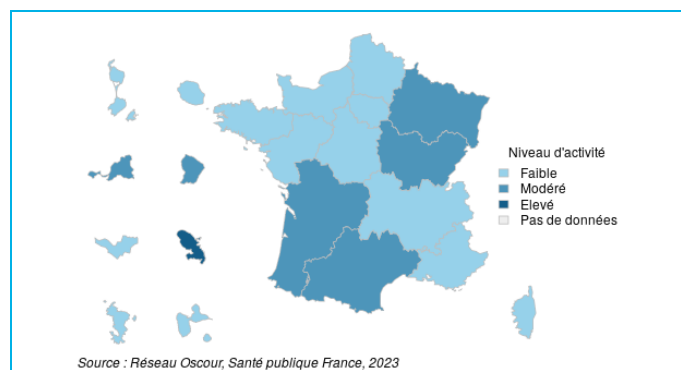 Niveau d'activité
Faible
Modéré
Elevé
Pas de données
Source : Réseau Oscour, Santé publique France, 2023